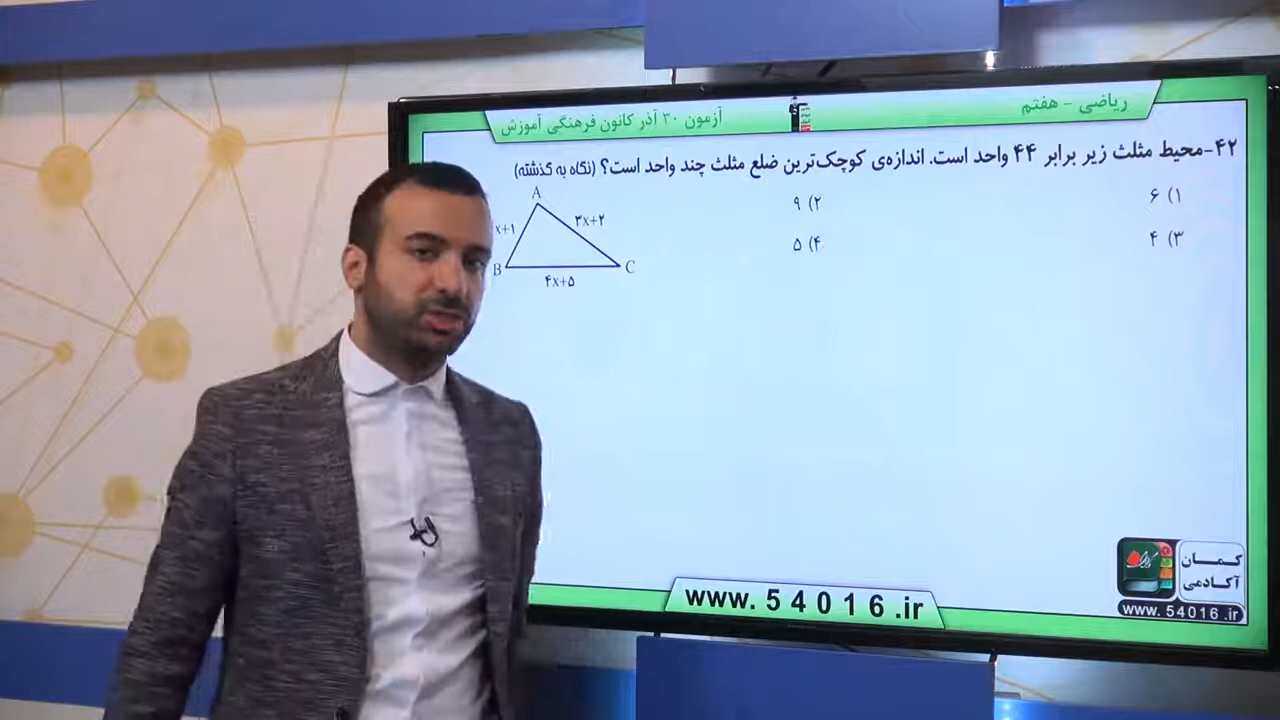 ریاضی - هفتم
آزمون ۳۰ آذر کانون فرهنگی آموزش
۴۲-محیط مثلث زیر برابر ۴۴ واحد است. اندازه‌ی کوچک‌ترین ضلع مثلث چند واحد است؟ (نگاه به گذشته)
۱) ۶
۲) ۹
۳) ۴
۴) ۵
A
x+۱
۳x+۲
B
C
۴x+۵
کمان
آکادمی
www. 54016 .ir
www. 54016 .ir